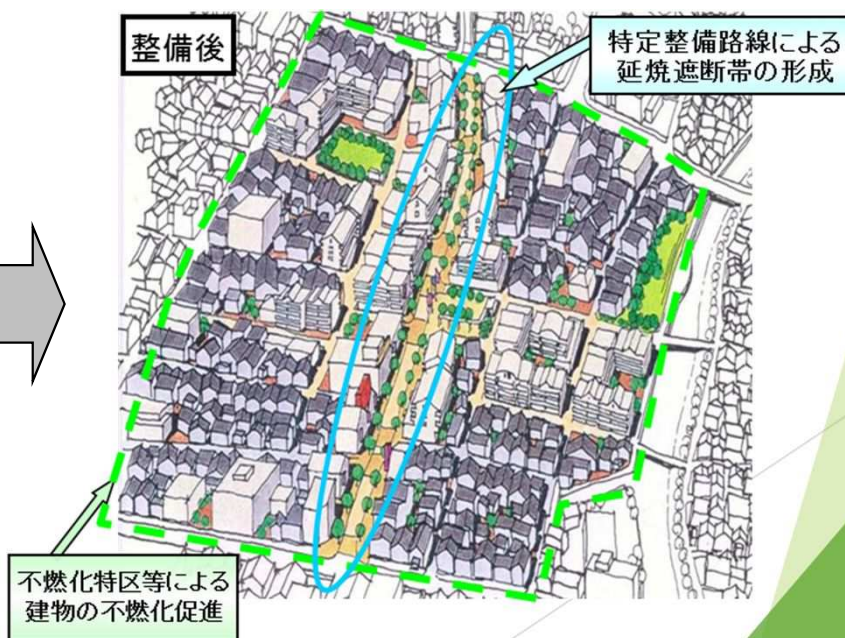 整備後
特定整備路線による
延焼遮断帯の形成
不燃化特区等による
建物の不燃化促進